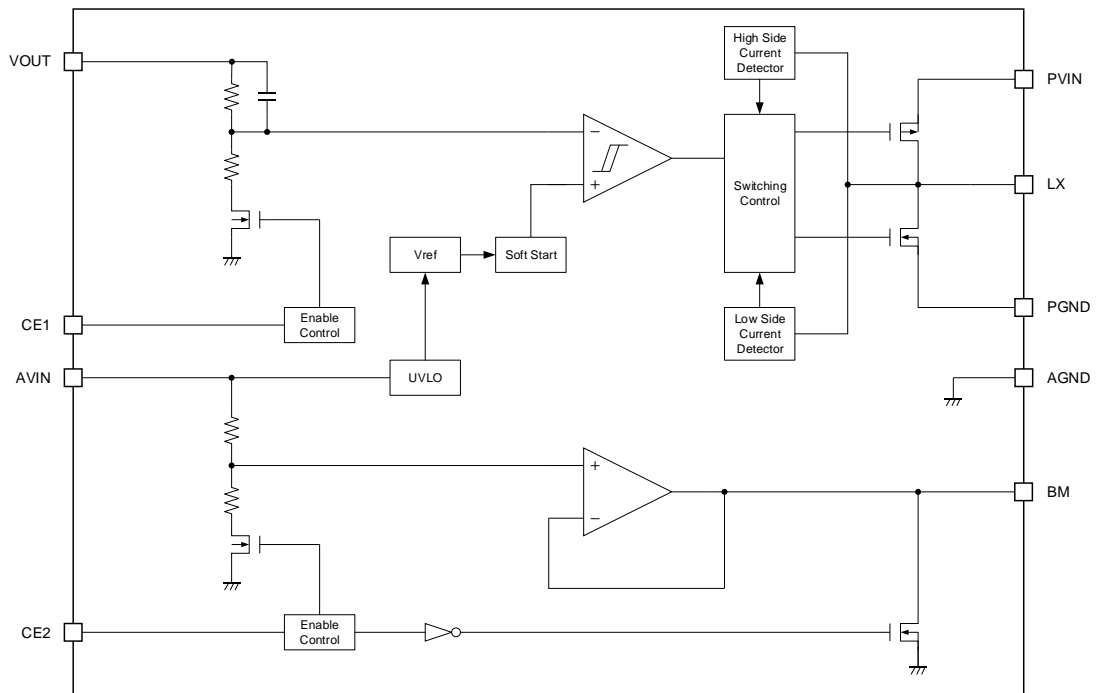 VOUT
High Side
Current
Detector
PVIN
−
+
Switching
Control
LX
Vref
Soft Start
CE1
Enable
Control
Low Side
Current
Detector
PGND
AVIN
UVLO
AGND
+
−
BM
CE2
Enable
Control